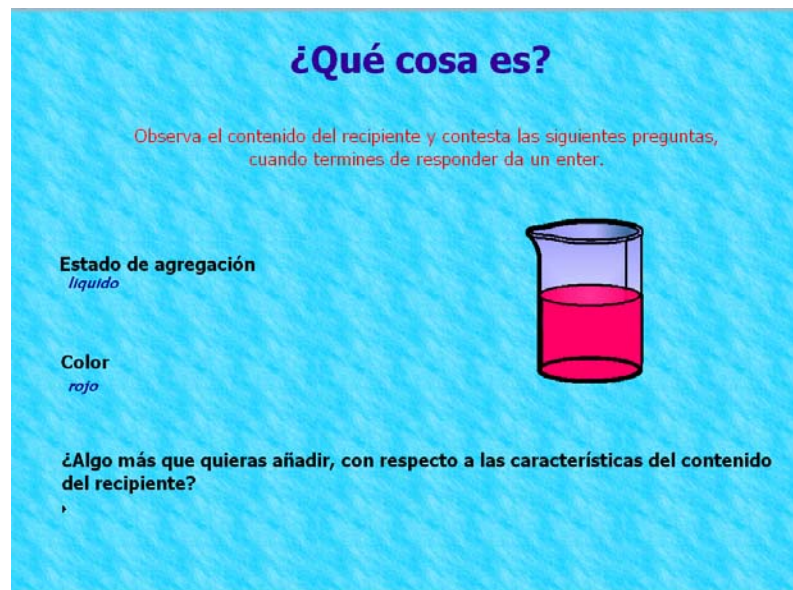 ¿Qué cosa es?
Observa el contenido del recipiente y contesta las siguientes preguntas,
cuando termines de responder da un enter.
Estado de agregación
liquido
Color
rojo
¿Algo más que quieras añadir, con respecto a las características del contenido
del recipiente?